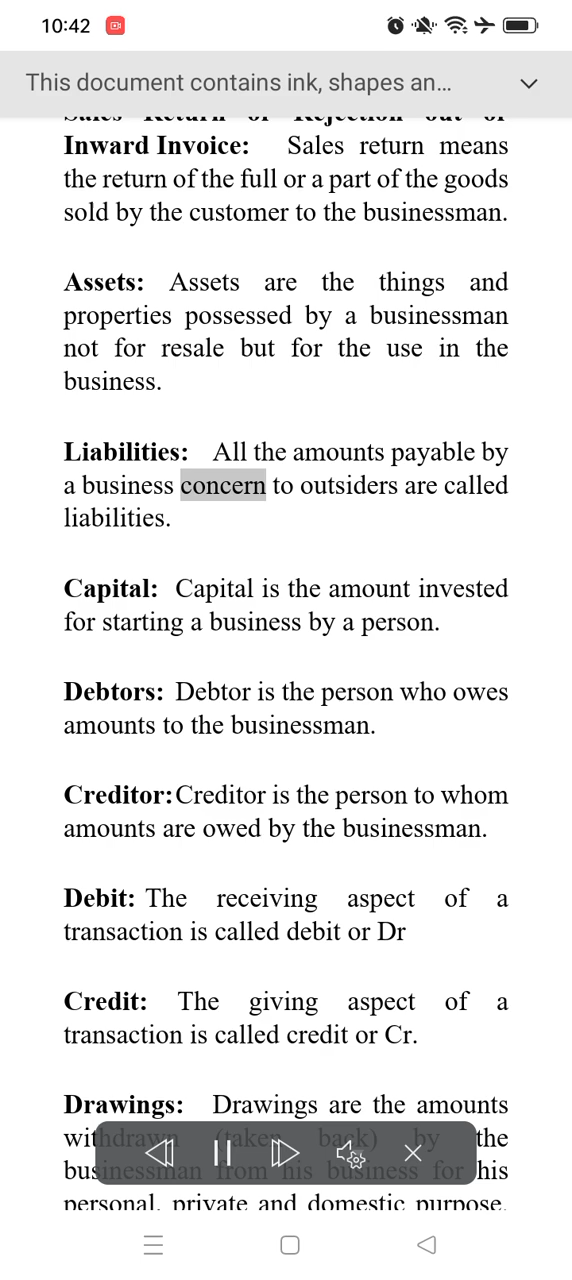 10:42
This document contains ink, shapes an...
Sales Return or Rejection out of
Inward Invoice: Sales return means
the return of the full or a part of the goods
sold by the customer to the businessman.
Assets: Assets are the things and
properties possessed by a businessman
not for resale but for the use in the
business.
Liabilities: All the amounts payable by
a business concern to outsiders are called
liabilities.
Capital: Capital is the amount invested
for starting a business by a person.
Debtors: Debtor is the person who owes
amounts to the businessman.
Creditor: Creditor is the person to whom
amounts are owed by the businessman.
Debit: The receiving aspect of a
transaction is called debit or Dr
Credit: The giving aspect of a
transaction is called credit or Cr.
Drawings: Drawings are the amounts
withdrawn (taken back) by the
businessman from his business for his
personal, private and domestic purpose.